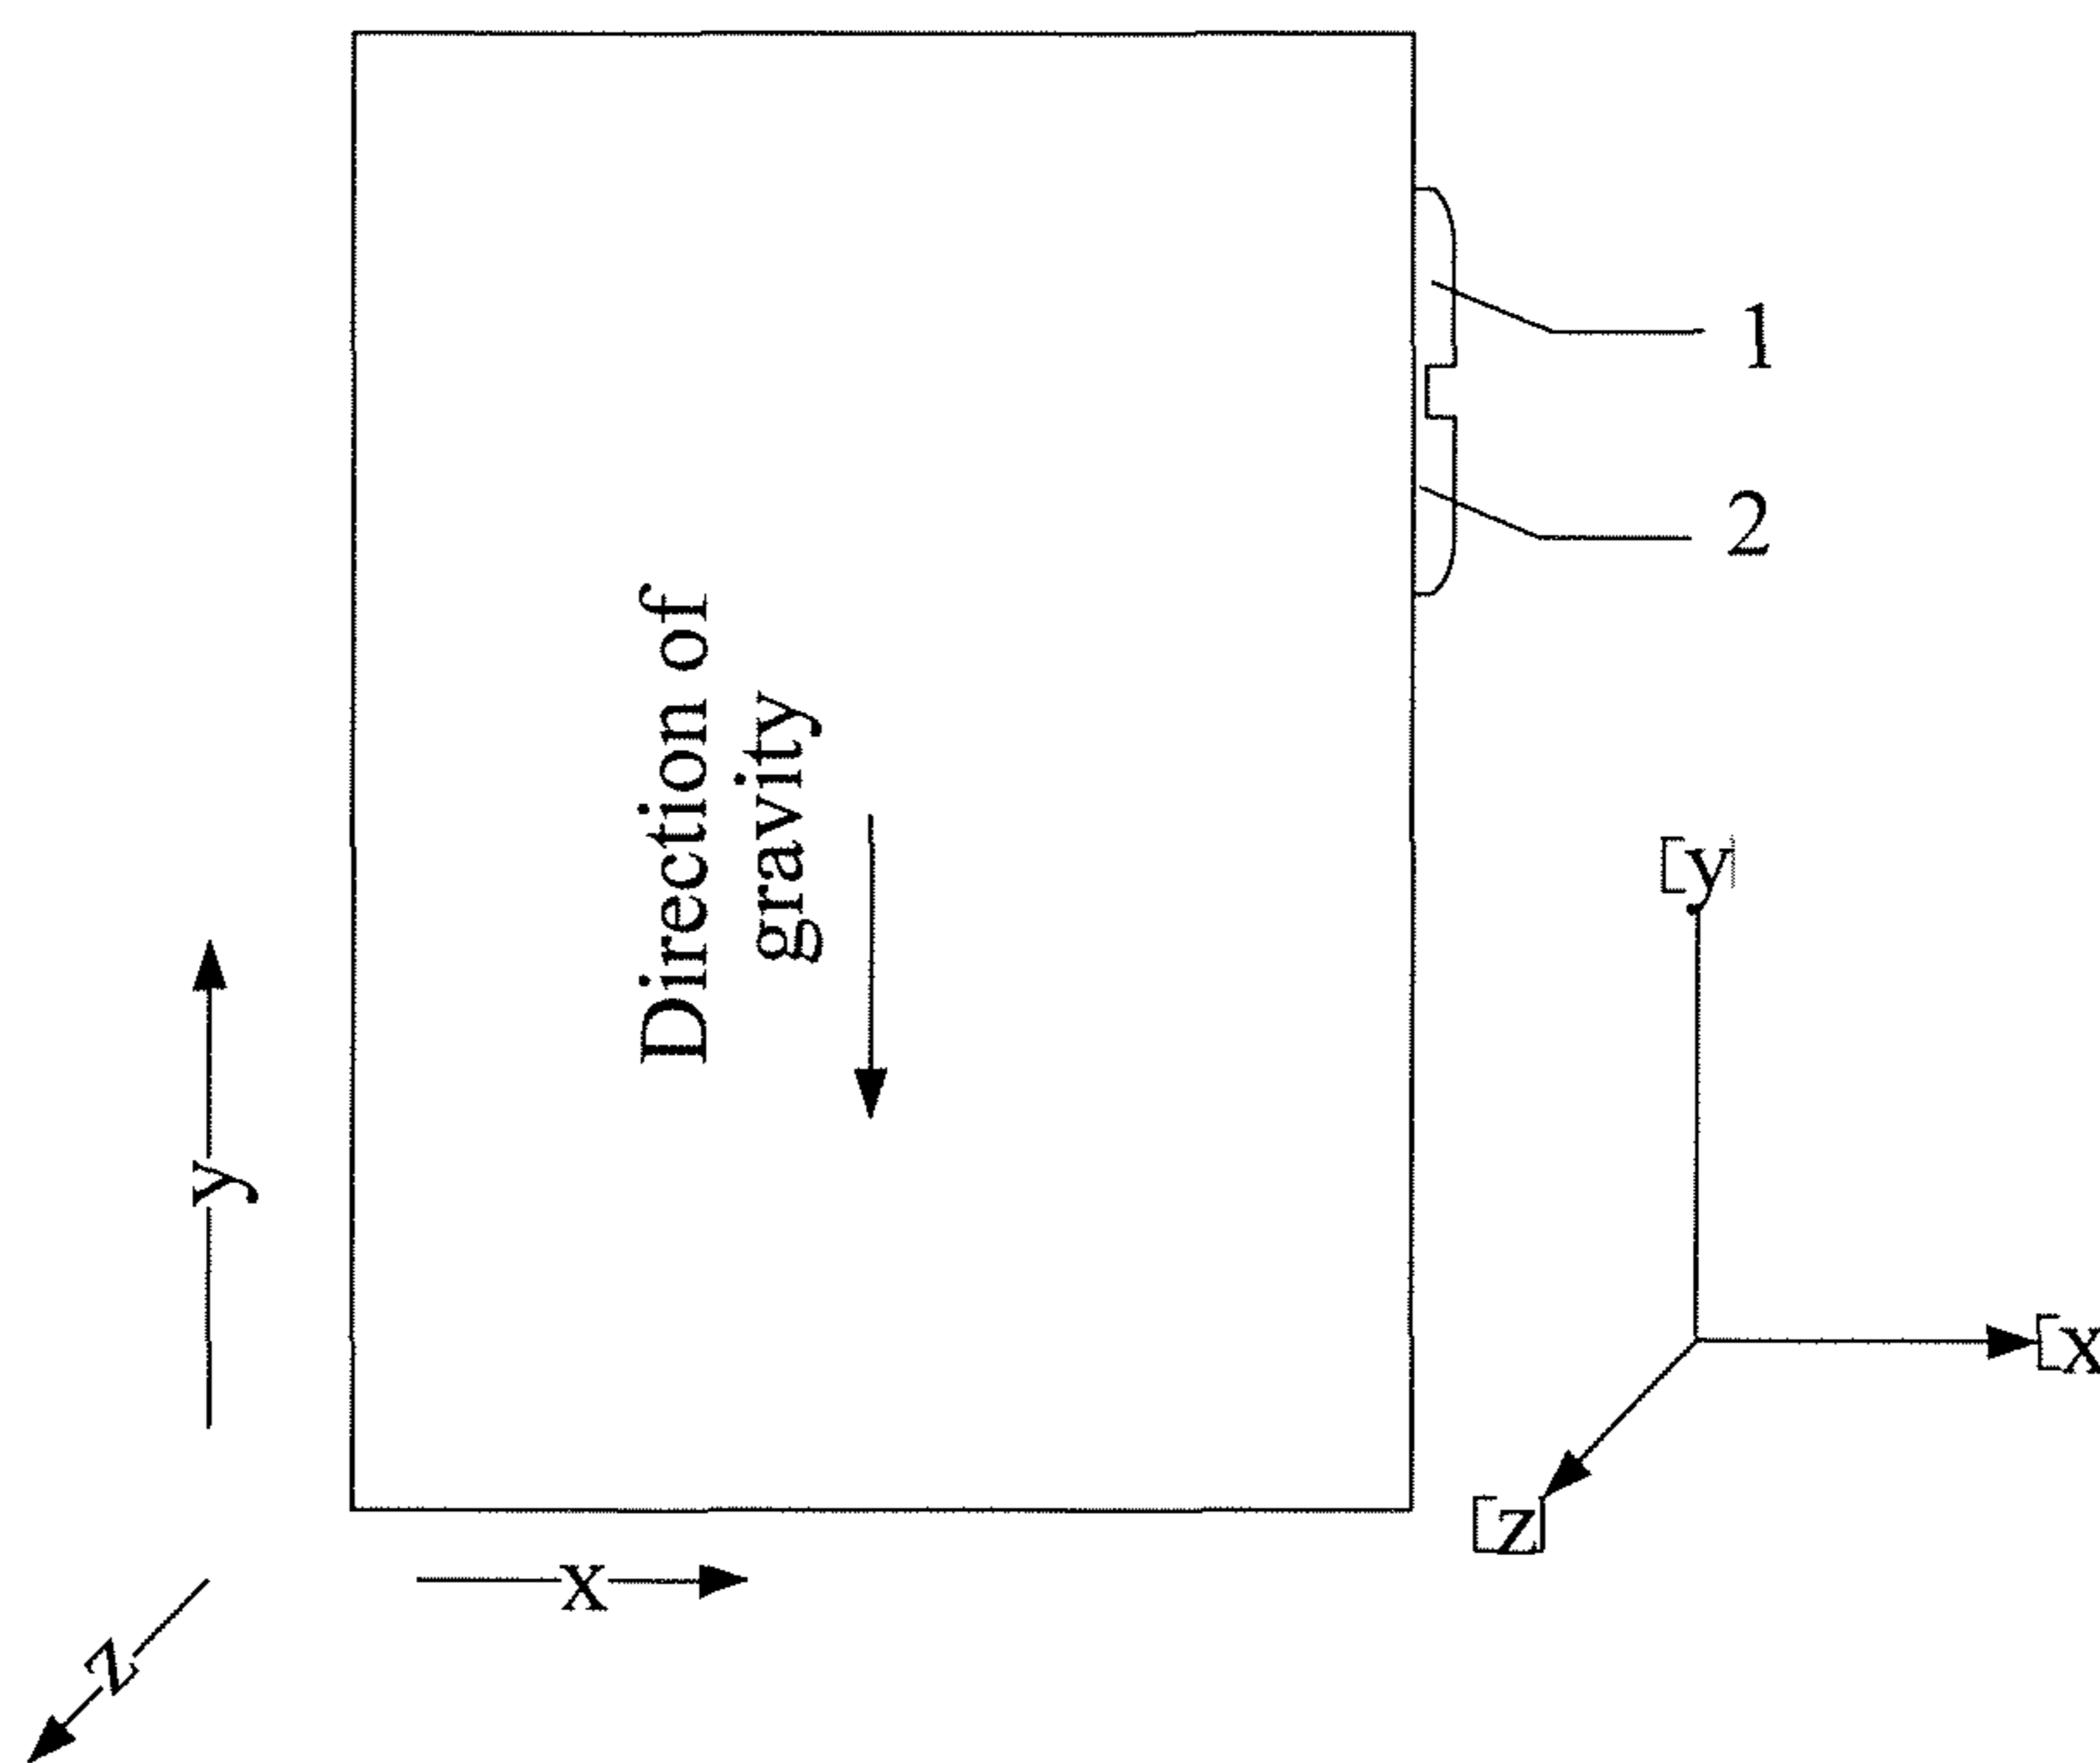 1
2
Direction of
gravity
[y]
y
[x
[z]
x
z